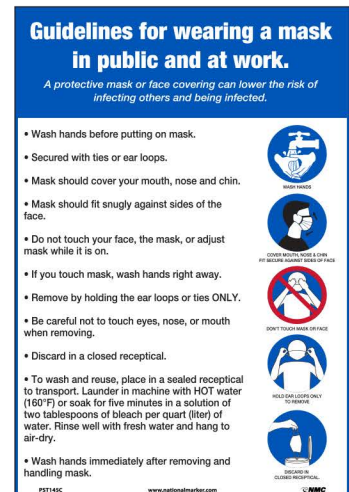 Guidelines for wearing a mask
in public and at work.
A protective mask or face covering can lower the risk of
infecting others and being infected.
• Wash hands before putting on mask.
• Secured with ties or ear loops.
• Mask should cover your mouth, nose and chin.
• Mask should fit snugly against sides of the
face.
• Do not touch your face, the mask, or adjust
mask while it is on.
• If you touch mask, wash hands right away.
• Remove by holding the ear loops or ties ONLY.
• Be careful not to touch eyes, nose, or mouth
when removing.
• Discard in a closed receptical.
• To wash and reuse, place in a sealed receptical
to transport. Launder in machine with HOT water
(160°F) or soak for five minutes in a solution of
two tablespoons of bleach per quart (liter) of
water. Rinse well with fresh water and hang to
air-dry.
• Wash hands immediately after removing and
handling mask.
WASH HANDS
COVER MOUTH, NOSE & CHIN
FIT SECURE AGAINST SIDES OF FACE
DON'T TOUCH MASK OR FACE
HOLD EAR LOOPS ONLY
TO REMOVE
DISCARD IN
CLOSED RECEPTICAL.
PST145C
www.nationalmarker.com
NMC